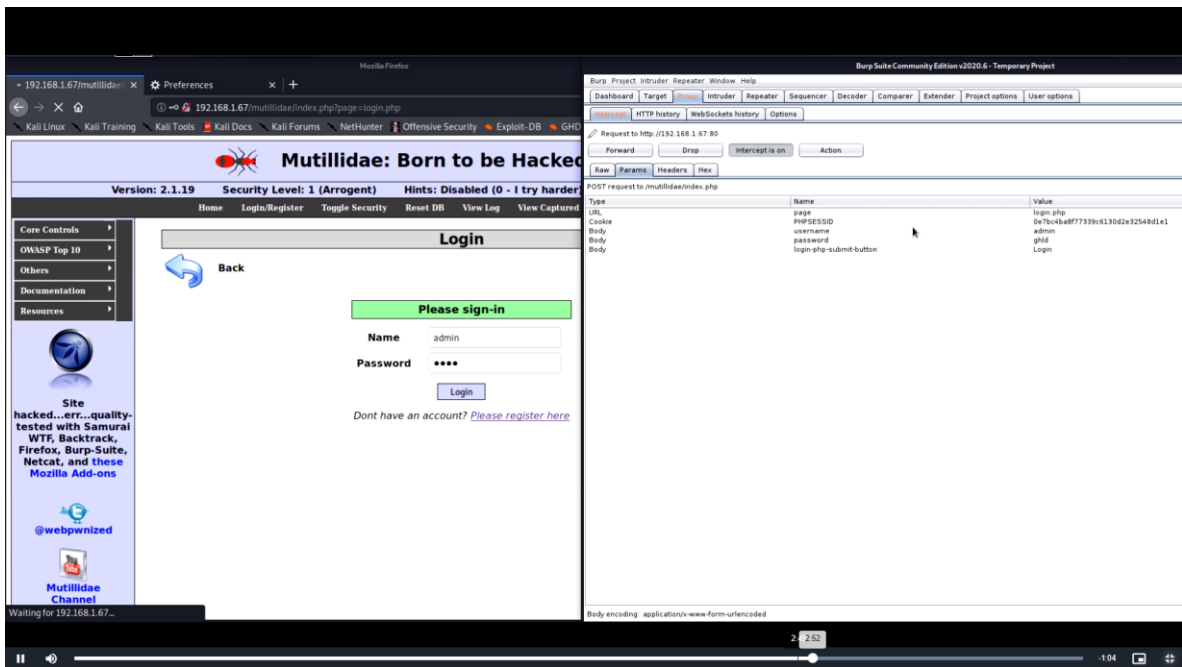 Mozilla Firefox
192.168.1.67/mutillidae/
Preferences
192.168.1.67/mutillidae/index.php?page=login.php
Kali Linux Kali Training Kali Tools Kali Docs Kali Forums NetHunter Offensive Security Exploit-DB GHD
Mutillidae: Born to be Hacked
Version: 2.1.19 Security Level: 1 (Arrogent) Hints: Disabled (0 - I try harder)
Home Login/Register Toggle Security Reset DB View Log View Captured
Core Controls
OWASP Top 10
Others
Documentation
Resources
Site
hacked...err...quality-
tested with Samurai
WTF, Backtrack,
Firefox, Burp-Suite,
Netcat, and these
Mozilla Add-ons
@webpwnized
You Tube
Mutillidae
Channel
Waiting for 192.168.1.67...
Login
Back
Please sign-in
Name admin
Password ••••
Login
Dont have an account? Please register here
Burp Suite Community Edition v2020.6 - Temporary Project
Burp Project Intruder Repeater Window Help
Dashboard Target Proxy Intruder Repeater Sequencer Decoder Comparer Extender Project options User options
Intercept HTTP history WebSockets history Options
Request to http://192.168.1.67:80
Forward Drop Intercept is on Action
Raw Params Headers Hex
POST request to /mutillidae/index.php
Type Name Value
URL page login.php
Cookie PHPSESSID 0e7bc4ba8f77339c6130d2e32548d1e1
Body username admin
Body password ghld
Body login-php-submit-button Login
Body encoding: application/x-www-form-urlencoded
2:52
-1:04